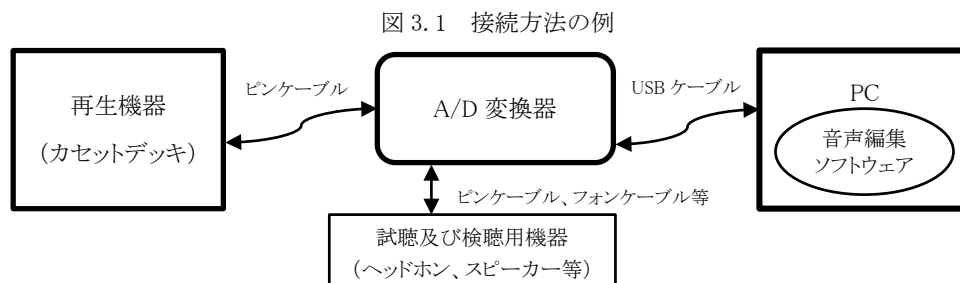 図 3.1 接続方法の例
再生機器
(カセットデッキ)
ピンケーブル
A/D 変換器
USB ケーブル
PC
音声編集
ソフトウェア
ピンケーブル、フォンケーブル等
試聴及び検聴用機器
(ヘッドホン、スピーカー等)